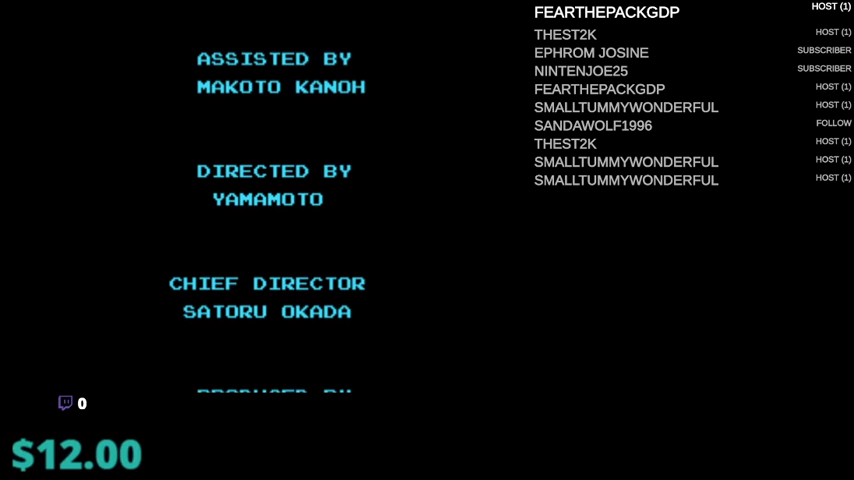 ASSISTED BY
MAKOTO KANOH
DIRECTED BY
YAMAMOTO
CHIEF DIRECTOR
SATORU OKADA
PRODUCED BY
0
$12.00
FEARTHEPACKGDP HOST (1)
THEST2K HOST (1)
EPHROM JOSINE SUBSCRIBER
NINTENJOE25 SUBSCRIBER
FEARTHEPACKGDP HOST (1)
SMALLTUMMYWONDERFUL HOST (1)
SANDAWOLF1996 FOLLOW
THEST2K HOST (1)
SMALLTUMMYWONDERFUL HOST (1)
SMALLTUMMYWONDERFUL HOST (1)